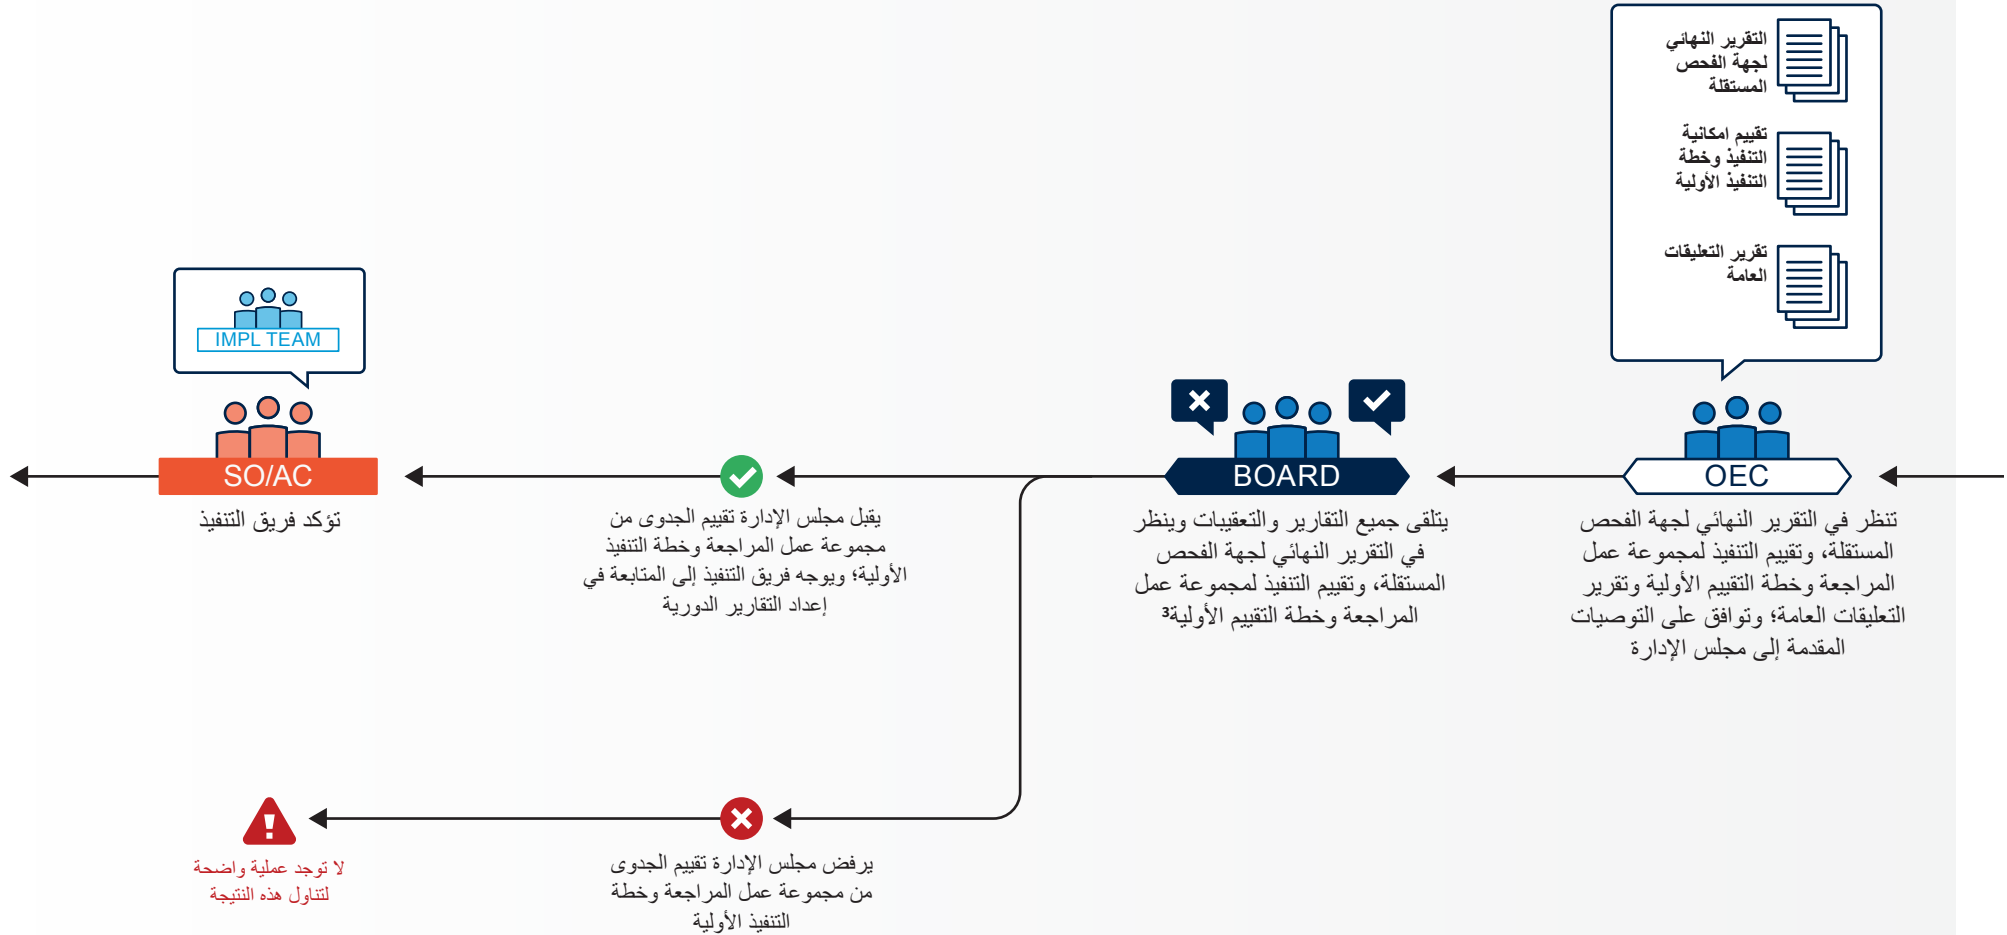 التقرير النهائي
لجهة الفحص
المستقلة
تقييم امكانية
التنفيذ وخطة
التنفيذ الأولية
تقرير التعليقات
العامة
OEC
تنظر في التقرير النهائي لجهة الفحص
المستقلة، وتقييم التنفيذ لمجموعة عمل
المراجعة وخطة التقييم الأولية وتقرير
التعليقات العامة؛ وتوافق على التوصيات
المقدمة إلى مجلس الإدارة
BOARD
يتلقى جميع التقارير والتعقيبات وينظر
في التقرير النهائي لجهة الفحص
المستقلة، وتقييم التنفيذ لمجموعة عمل
المراجعة وخطة التقييم الأولية³
يقبل مجلس الإدارة تقييم الجدوى من
مجموعة عمل المراجعة وخطة التنفيذ
الأولية؛ ويوجه فريق التنفيذ إلى المتابعة في
إعداد التقارير الدورية
IMPL TEAM
SO/AC
تؤكد فريق التنفيذ
يرفض مجلس الإدارة تقييم الجدوى
من مجموعة عمل المراجعة وخطة
التنفيذ الأولية
لا توجد عملية واضحة
لتناول هذه النتيجة